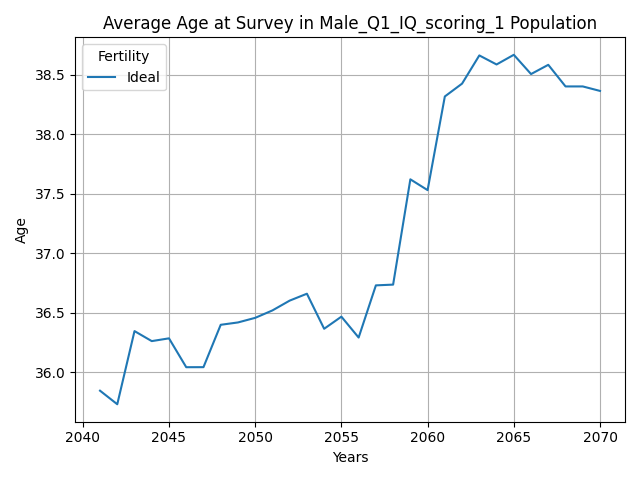 Average Age at Survey in Male_Q1_IQ_scoring_1 Population
Fertility
Ideal
38.5
38.0
37.5
37.0
36.5
36.0
Age
2040 2045 2050 2055 2060 2065 2070
Years